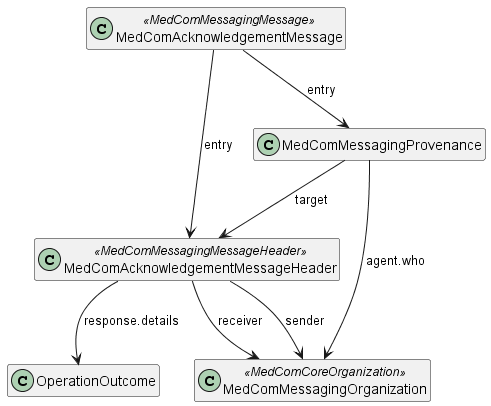 C
«MedComMessagingMessage»
MedComAcknowledgementMessage
entry
C MedComMessagingProvenance
entry
target
C
«MedComMessagingMessageHeader»
MedComAcknowledgementMessageHeader
agent.who
response.details
receiver
sender
C OperationOutcome
C
«MedComCoreOrganization»
MedComMessagingOrganization